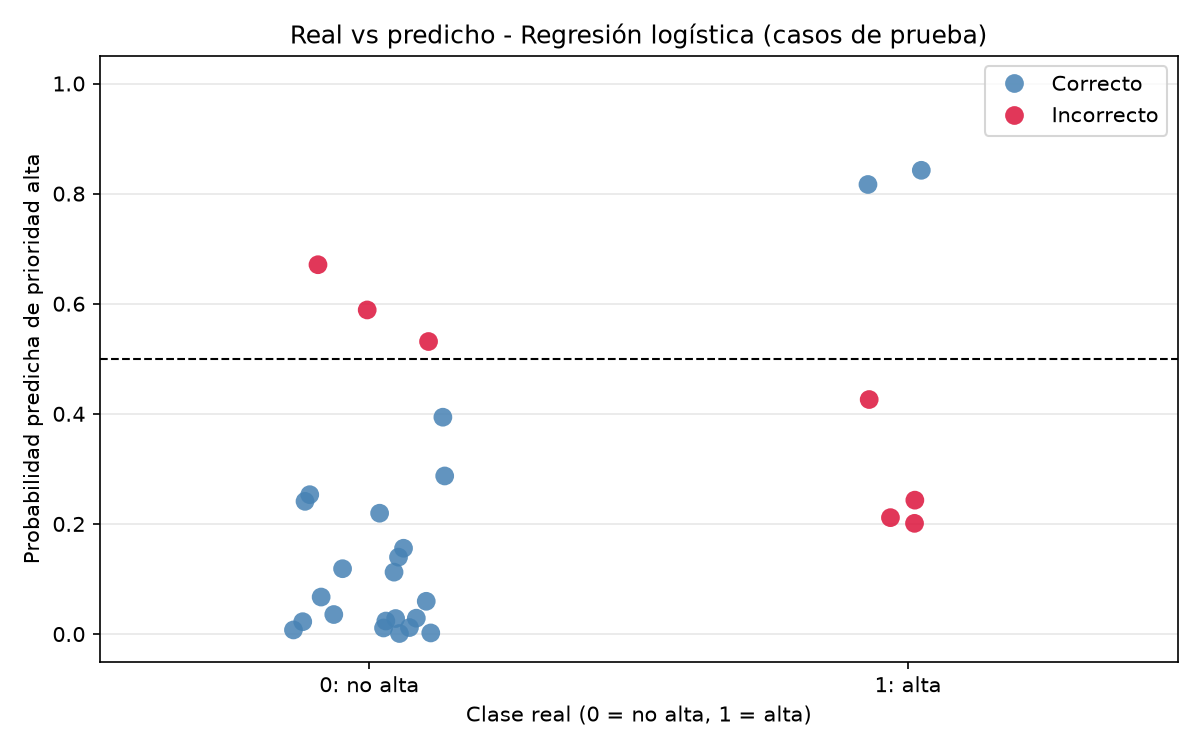 Real vs predicho - Regresión logística (casos de prueba)
Correcto
Incorrecto
Probabilidad predicha de prioridad alta
1.0
0.8
0.6
0.4
0.2
0.0
0: no alta
1: alta
Clase real (0 = no alta, 1 = alta)